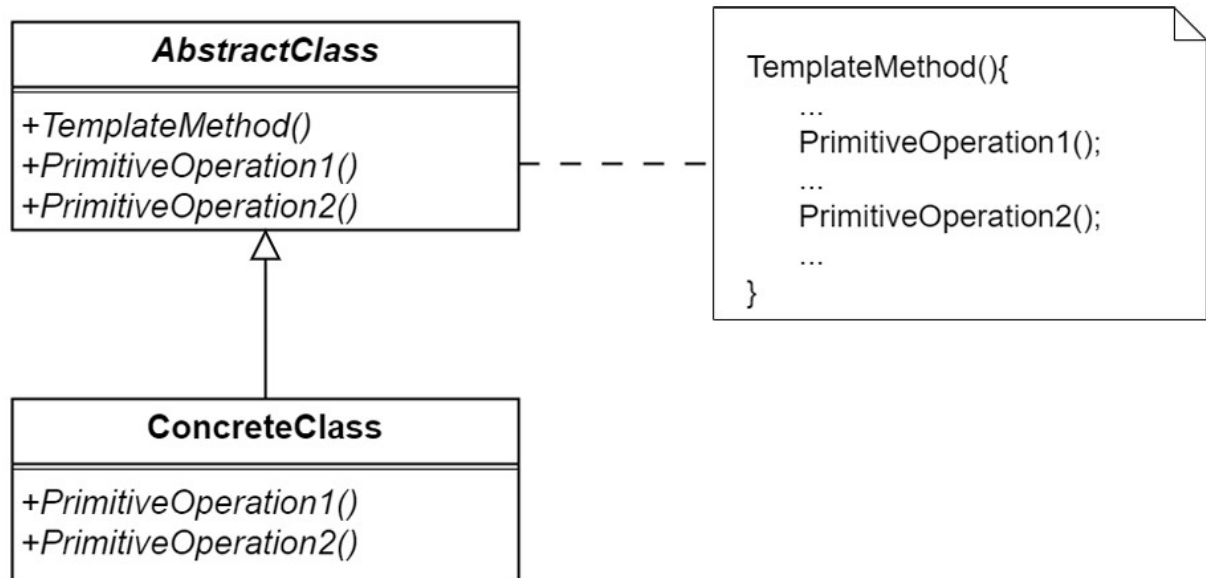 AbstractClass
+TemplateMethod()
+PrimitiveOperation1()
+PrimitiveOperation2()
TemplateMethod(){
...
PrimitiveOperation1();
...
PrimitiveOperation2();
...
}
ConcreteClass
+PrimitiveOperation1()
+PrimitiveOperation2()